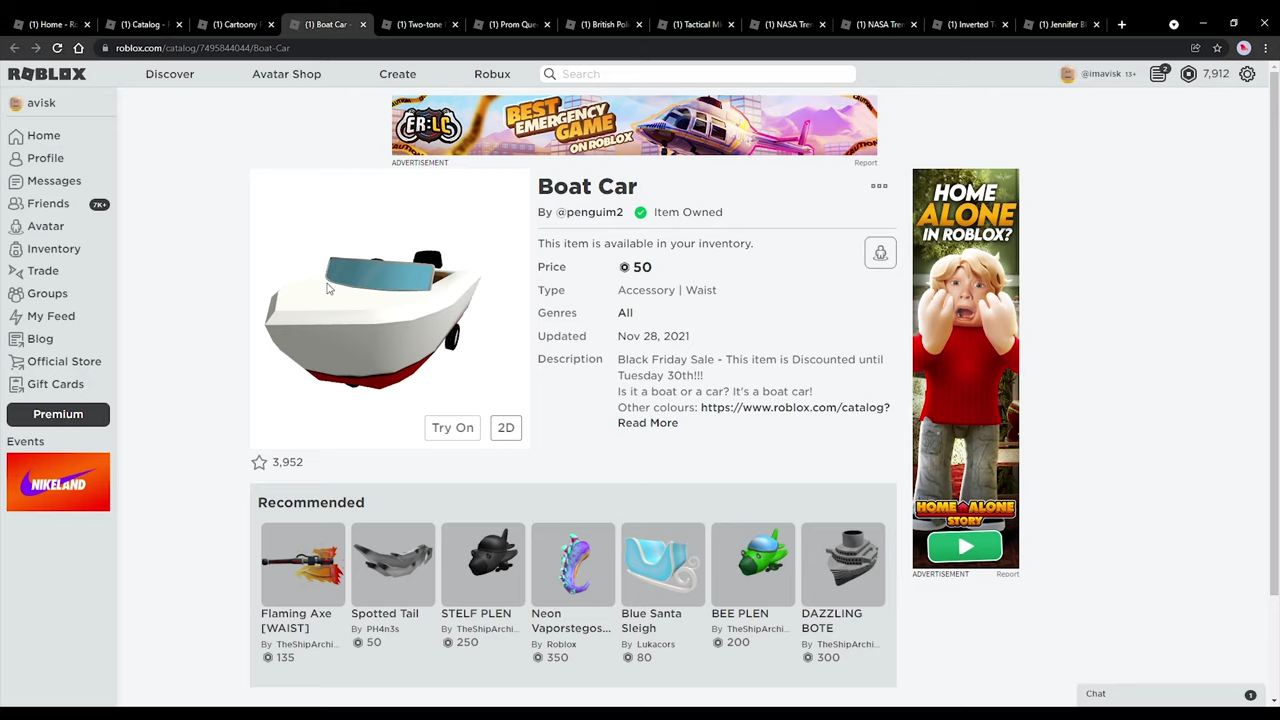 (1) Home - Ro
(1) Catalog - R
(1) Cartoony R
(1) Boat Car -
(1) Two-tone H
(1) Prom Que
(1) British Poli
(1) Tactical Mi
(1) NASA Tren
(1) NASA Tren
(1) Inverted T
(1) Jennifer Bl
roblox.com/catalog/7495844044/Boat-Car
ROBLOX
Discover
Avatar Shop
Create
Robux
Search
@imavisk 13+
2
7,912
avisk
Home
Profile
Messages
Friends
7K+
Avatar
Inventory
Trade
Groups
My Feed
Blog
Official Store
Gift Cards
Premium
Events
NIKELAND
ER:LC
BEST
EMERGENCY
GAME
ON ROBLOX
ADVERTISEMENT
Report
Try On
2D
3,952
Boat Car
By @penguim2 Item Owned
This item is available in your inventory.
Price 50
Type Accessory | Waist
Genres All
Updated Nov 28, 2021
Description Black Friday Sale - This item is Discounted until
Tuesday 30th!!!
Is it a boat or a car? It's a boat car!
Other colours: https://www.roblox.com/catalog?
Read More
HOME
ALONE
IN ROBLOX?
HOME ALONE
STORY
ADVERTISEMENT
Report
Recommended
Flaming Axe
[WAIST]
By TheShipArchi...
135
Spotted Tail
By PH4n3s
50
STELF PLEN
By TheShipArchi...
250
Neon
Vaporstegos...
By Roblox
350
Blue Santa
Sleigh
By Lukacors
80
BEE PLEN
By TheShipArchi...
200
DAZZLING
BOTE
By TheShipArchi...
300
Chat
1